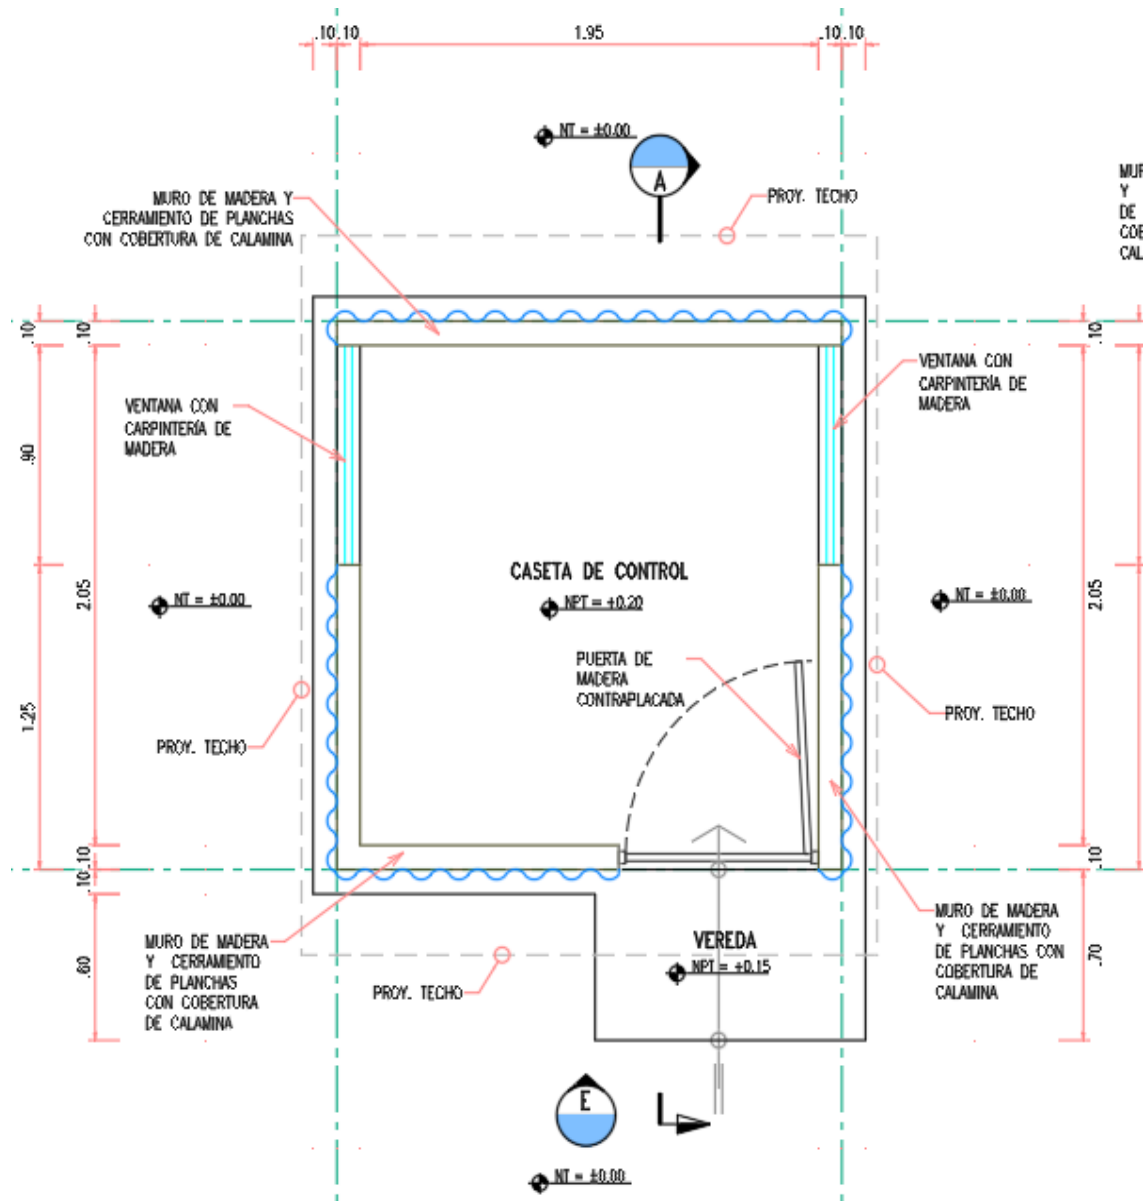 .10 .10 1.95 .10 .10
NT = ±0.00
A
PROY. TECHO
MURO DE MADERA Y
CERRAMIENTO DE PLANCHAS
CON COBERTURA DE CALAMINA
Y
DE
.10
.10
.10
VENTANA CON
CARPINTERÍA DE
MADERA
VENTANA CON
CARPINTERÍA DE
MADERA
.90
CASETA DE CONTROL
NPT = +0.20
NT = ±0.00
NT = ±0.00
2.05
2.05
PUERTA DE
MADERA
CONTRAPLACADA
1.25
PROY. TECHO
PROY. TECHO
.10
.10
.10
MURO DE MADERA
Y CERRAMIENTO
DE PLANCHAS
CON COBERTURA
DE CALAMINA
MURO DE MADERA
Y CERRAMIENTO
DE PLANCHAS CON
COBERTURA DE
CALAMINA
VEREDA
NPT = +0.15
.60
.70
PROY. TECHO
E
NT = ±0.00